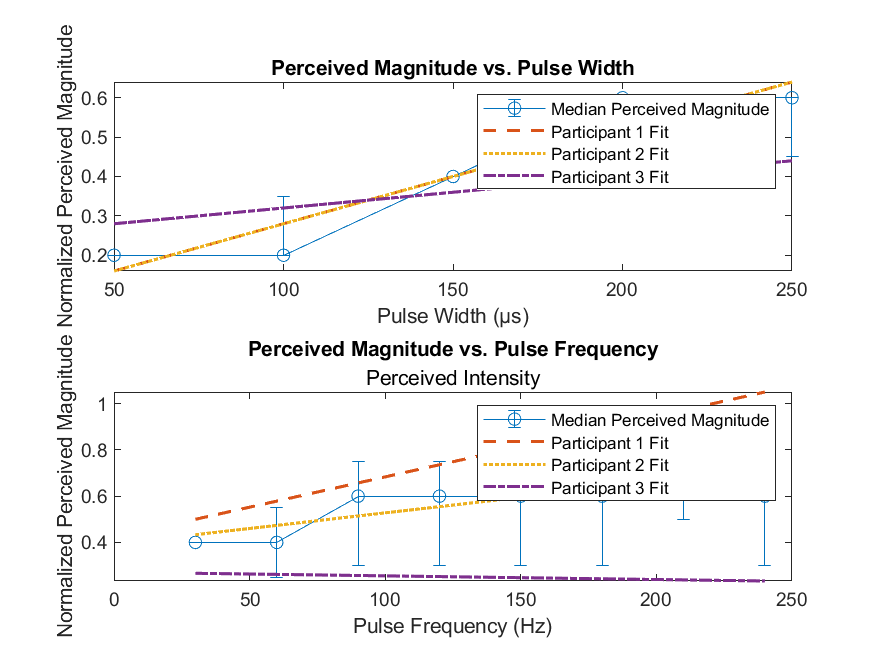 Perceived Magnitude vs. Pulse Width
Normalized Perceived Magnitude
0.6
0.5
0.4
0.3
0.2
Median Perceived Magnitude
Participant 1 Fit
Participant 2 Fit
Participant 3 Fit
50 100 150 200 250
Pulse Width (µs)
Perceived Magnitude vs. Pulse Frequency
Perceived Intensity
Normalized Perceived Magnitude
1
0.8
0.6
0.4
Median Perceived Magnitude
Participant 1 Fit
Participant 2 Fit
Participant 3 Fit
0 50 100 150 200 250
Pulse Frequency (Hz)